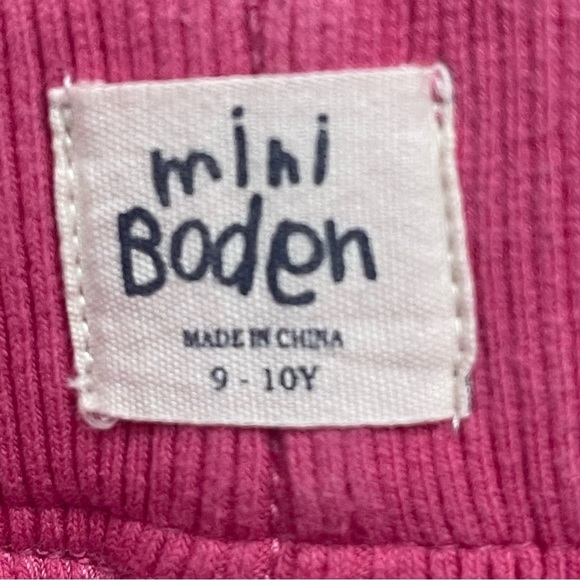 mini
Boden
MADE IN CHINA
9 - 10Y